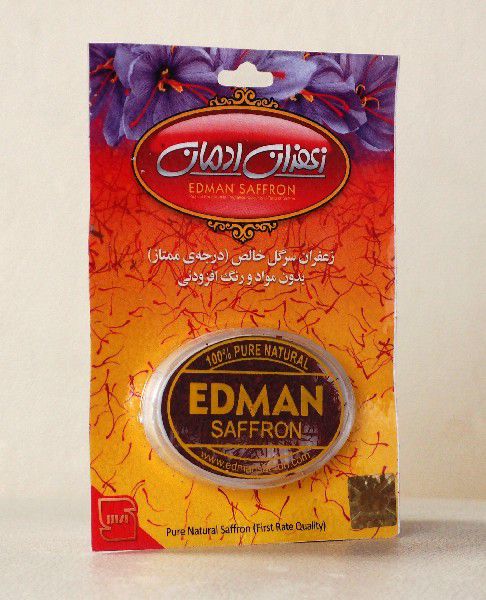 زعفران ادمان
EDMAN SAFFRON
زعفران سرگل خالص (درجه‌ی ممتاز)
بدون مواد و رنگ افزودنی
100% PURE NATURAL
EDMAN
SAFFRON
Pure Natural Saffron (First Rate Quality)